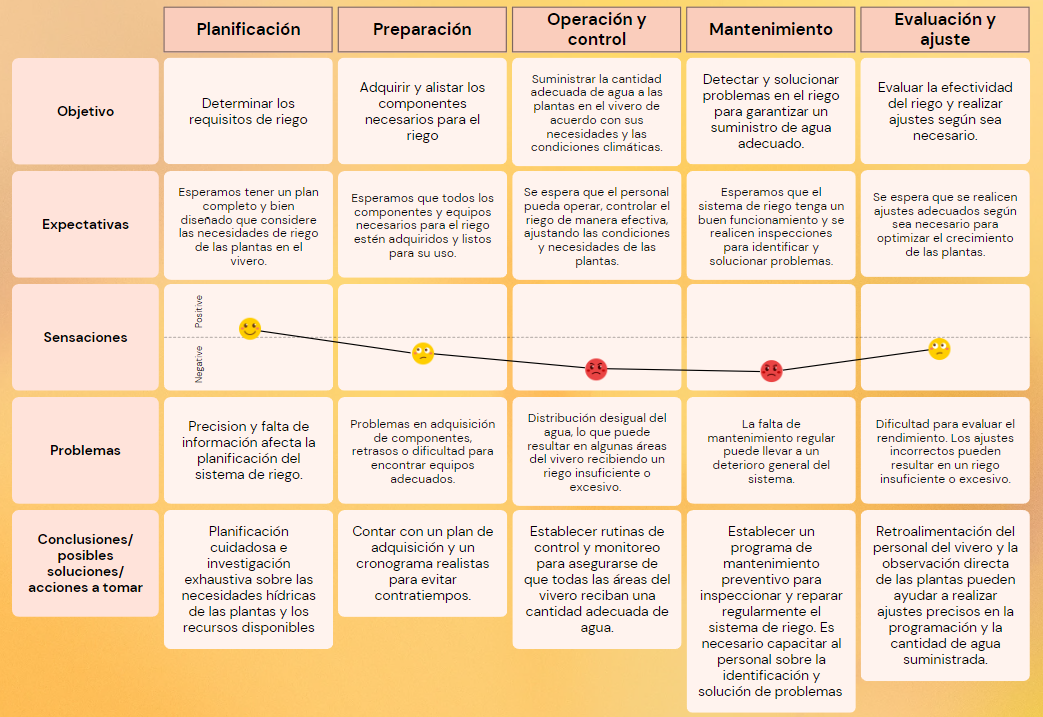 Planificación
Preparación
Operación y
control
Mantenimiento
Evaluación y
ajuste
Objetivo
Determinar los
requisitos de riego
Adquirir y alistar los
componentes
necesarios para el
riego
Suministrar la cantidad
adecuada de agua a las
plantas en el vivero de
acuerdo con sus
necesidades y las
condiciones climáticas.
Detectar y solucionar
problemas en el riego
para garantizar un
suministro de agua
adecuado.
Evaluar la efectividad
del riego y realizar
ajustes según sea
necesario.
Expectativas
Esperamos tener un plan
completo y bien
diseñado que considere
las necesidades de riego
de las plantas en el
vivero.
Esperamos que todos los
componentes y equipos
necesarios para el riego
estén adquiridos y listos
para su uso.
Se espera que el personal
pueda operar, controlar el
riego de manera efectiva,
ajustando las condiciones
y necesidades de las
plantas.
Esperamos que el
sistema de riego tenga un
buen funcionamiento y se
realicen inspecciones
para identificar y
solucionar problemas.
Se espera que se realicen
ajustes adecuados según
sea necesario para
optimizar el crecimiento
de las plantas.
Sensaciones
Positive
Negative
Problemas
Precision y falta de
información afecta la
planificación del
sistema de riego.
Problemas en adquisición
de componentes,
retrasos o dificultad para
encontrar equipos
adecuados.
Distribución desigual del
agua, lo que puede
resultar en algunas áreas
del vivero recibiendo un
riego insuficiente o
excesivo.
La falta de
mantenimiento regular
puede llevar a un
deterioro general del
sistema.
Dificultad para evaluar el
rendimiento. Los ajustes
incorrectos pueden
resultar en un riego
insuficiente o excesivo.
Conclusiones/
posibles
soluciones/
acciones a tomar
Planificación
cuidadosa e
investigación
exhaustiva sobre las
necesidades hídricas
de las plantas y los
recursos disponibles
Contar con un plan de
adquisición y un
cronograma realistas
para evitar
contratiempos.
Establecer rutinas de
control y monitoreo
para asegurarse de
que todas las áreas del
vivero reciban una
cantidad adecuada de
agua.
Establecer un
programa de
mantenimiento
preventivo para
inspeccionar y reparar
regularmente el
sistema de riego. Es
necesario capacitar al
personal sobre la
identificación y
solución de problemas
Retroalimentación del
personal del vivero y la
observación directa
de las plantas pueden
ayudar a realizar
ajustes precisos en la
programación y la
cantidad de agua
suministrada.